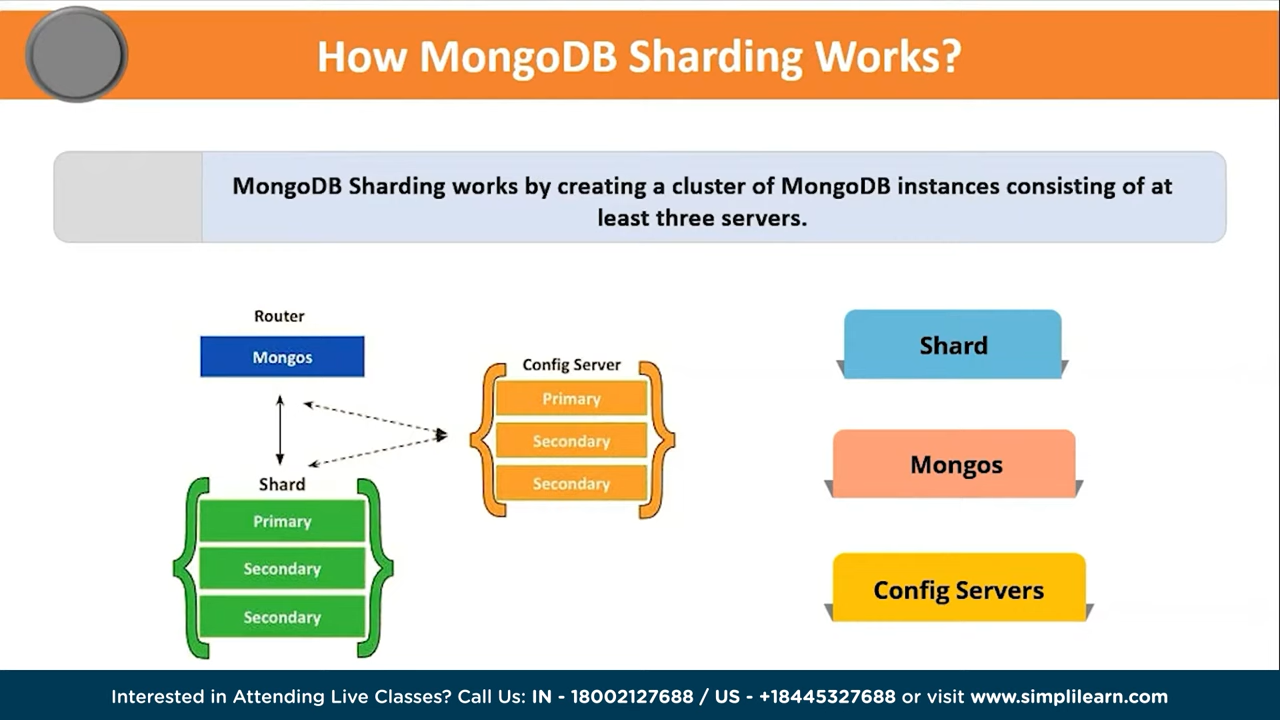 How MongoDB Sharding Works?
MongoDB Sharding works by creating a cluster of MongoDB instances consisting of at
least three servers.
Router
Mongos
Config Server
Primary
Secondary
Secondary
Shard
Primary
Secondary
Secondary
Shard
Mongos
Config Servers
Interested in Attending Live Classes? Call Us: IN - 18002127688 / US - +18445327688 or visit www.simplilearn.com